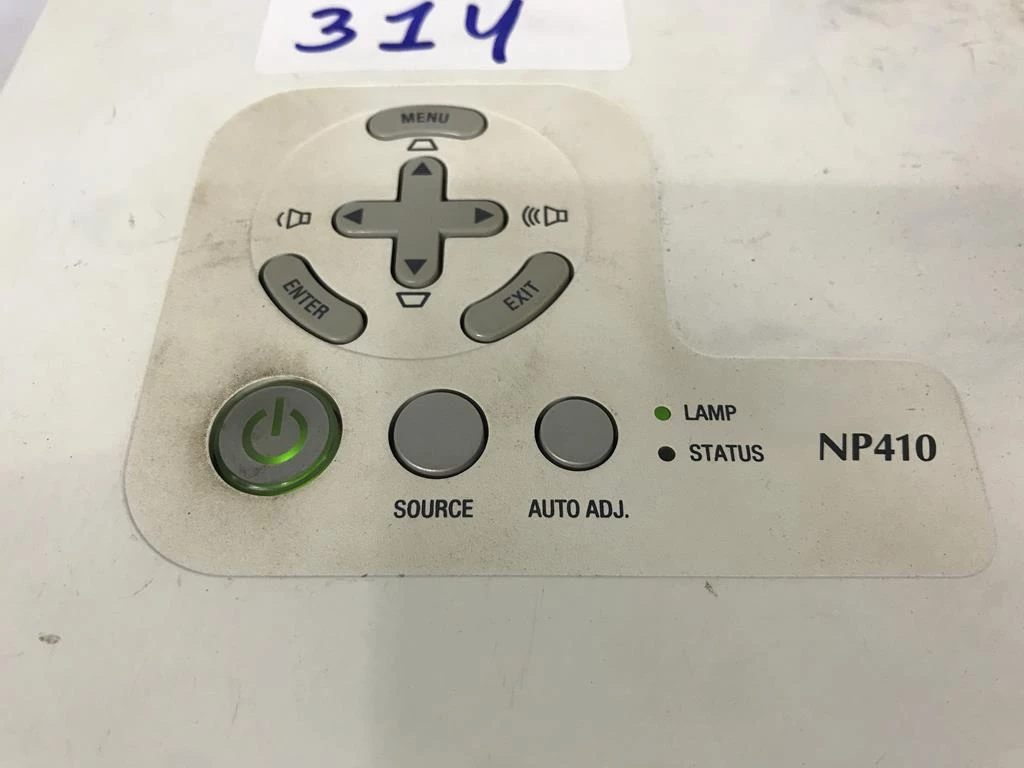 314
MENU
ENTER
EXIT
LAMP
STATUS
NP410
SOURCE
AUTO ADJ.